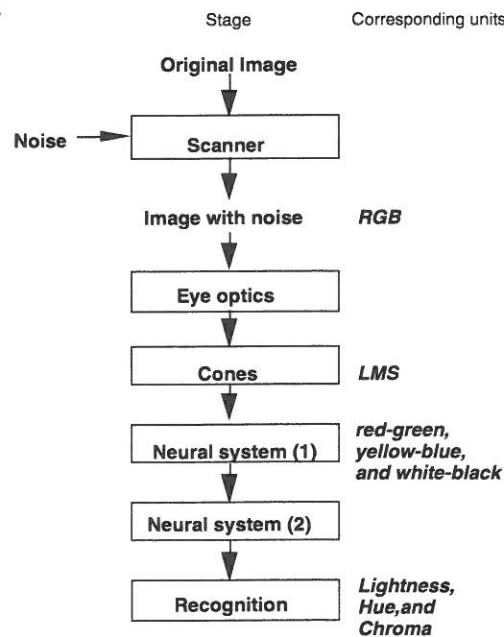 Stage Corresponding units
Original Image
Noise
Scanner
Image with noise RGB
Eye optics
Cones LMS
red-green,
Neural system (1) yellow-blue,
and white-black
Neural system (2)
Lightness,
Recognition Hue,and
Chroma